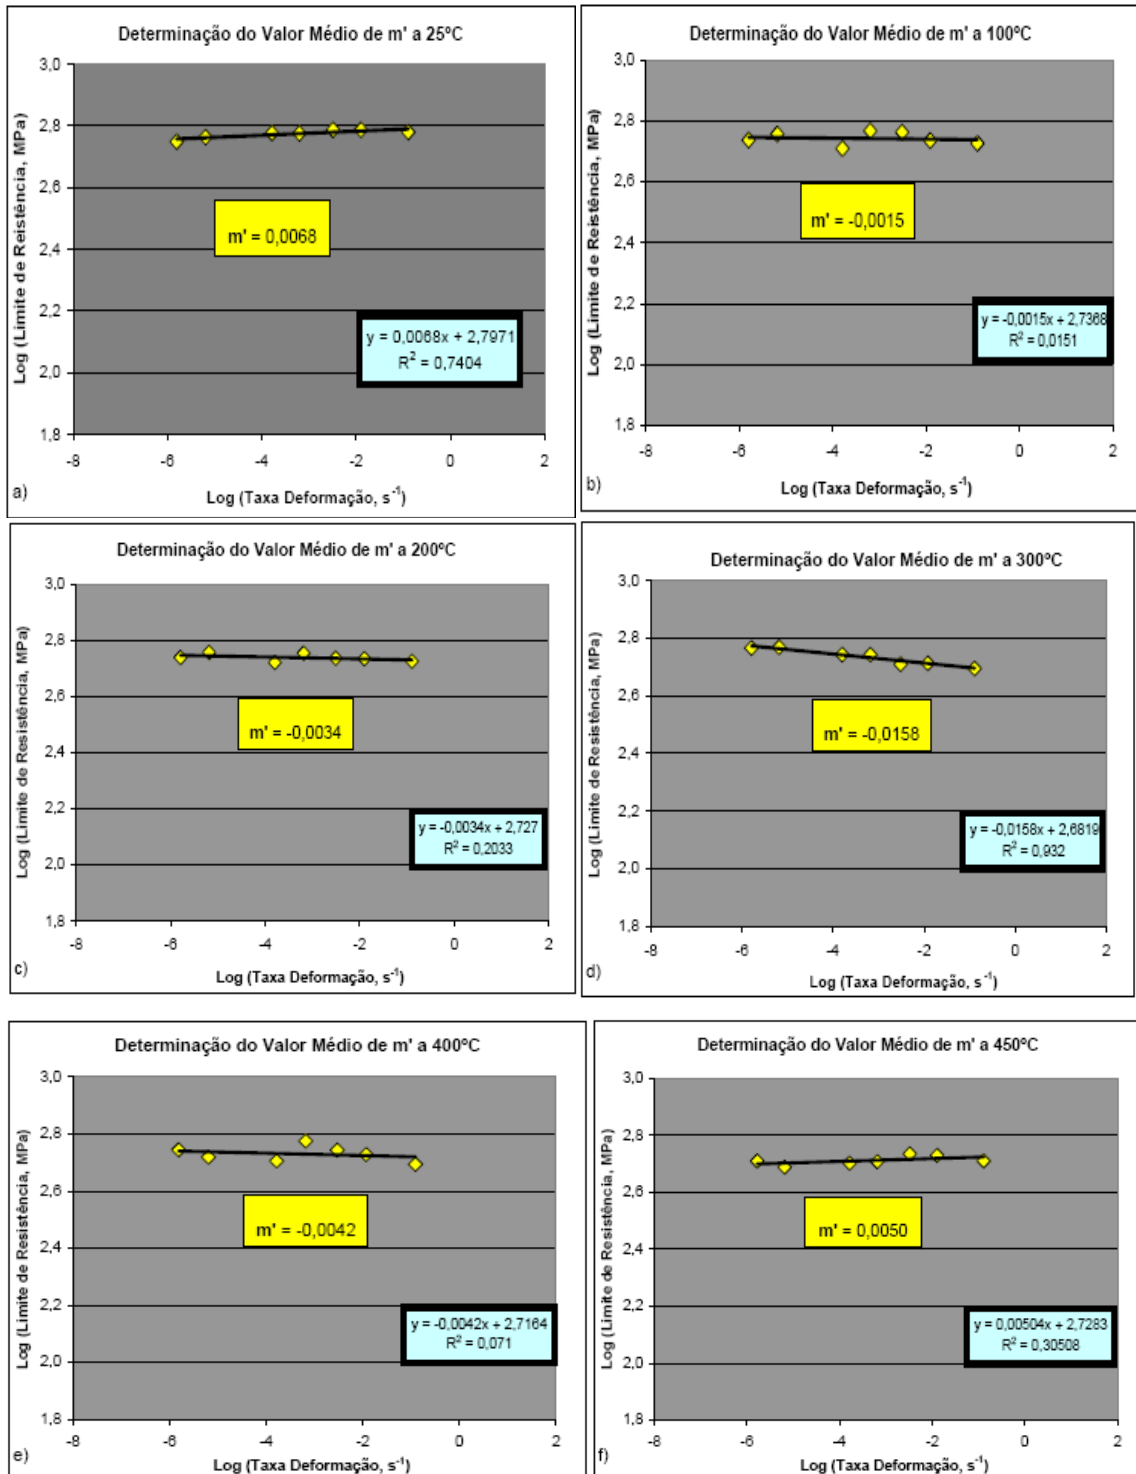 Determinação do Valor Médio de m' a 25ºC
Log (Limite de Reistência, MPa)
3,0
2,8
2,6
2,4
2,2
2,0
1,8
m' = 0,0068
y = 0,0068x + 2,7971
R² = 0,7404
-8 -6 -4 -2 0 2
Log (Taxa Deformação, s⁻¹)
a)
Determinação do Valor Médio de m' a 100ºC
Log (Limite de Reistência, MPa)
3,0
2,8
2,6
2,4
2,2
2,0
1,8
m' = -0,0015
y = -0,0015x + 2,7368
R² = 0,0151
-8 -6 -4 -2 0 2
Log (Taxa Deformação, s⁻¹)
b)
Determinação do Valor Médio de m' a 200ºC
Log (Limite de Resistência, MPa)
3,0
2,8
2,6
2,4
2,2
2,0
1,8
m' = -0,0034
y = -0,0034x + 2,727
R² = 0,2033
-8 -6 -4 -2 0 2
Log (Taxa Deformação, s⁻¹)
c)
Determinação do Valor Médio de m' a 300ºC
Log (Limite de Resistência, MPa)
3,0
2,8
2,6
2,4
2,2
2,0
1,8
m' = -0,0158
y = -0,0158x + 2,6819
R² = 0,932
-8 -6 -4 -2 0 2
Log (Taxa Deformação, s⁻¹)
d)
Determinação do Valor Médio de m' a 400ºC
Log (Limite de Resistência, MPa)
3,0
2,8
2,6
2,4
2,2
2,0
1,8
m' = -0,0042
y = -0,0042x + 2,7164
R² = 0,071
-8 -6 -4 -2 0 2
Log (Taxa Deformação, s⁻¹)
e)
Determinação do Valor Médio de m' a 450ºC
Log (Limite de Resistência, MPa)
3,0
2,8
2,6
2,4
2,2
2,0
1,8
m' = 0,0050
y = 0,00504x + 2,7283
R² = 0,30508
-8 -6 -4 -2 0 2
Log (Taxa Deformação, s⁻¹)
f)